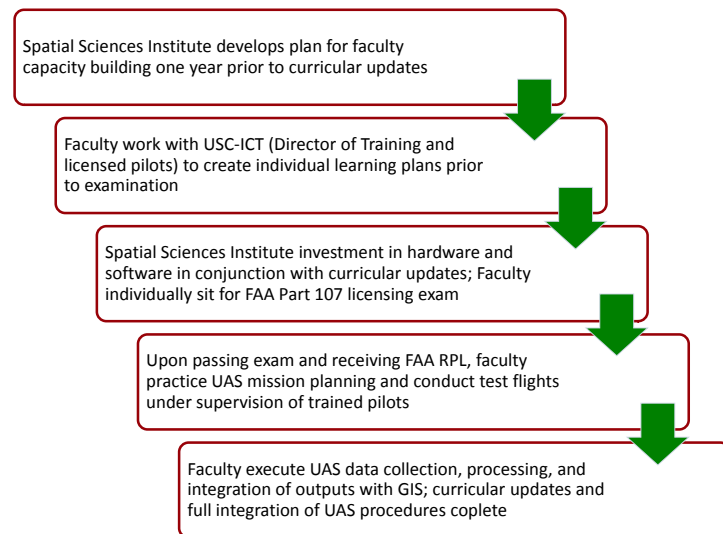 Spatial Sciences Institute develops plan for faculty
capacity building one year prior to curricular updates
Faculty work with USC-ICT (Director of Training and
licensed pilots) to create individual learning plans prior
to examination
Spatial Sciences Institute investment in hardware and
software in conjunction with curricular updates; Faculty
individually sit for FAA Part 107 licensing exam
Upon passing exam and receiving FAA RPL, faculty
practice UAS mission planning and conduct test flights
under supervision of trained pilots
Faculty execute UAS data collection, processing, and
integration of outputs with GIS; curricular updates and
full integration of UAS procedures coplete